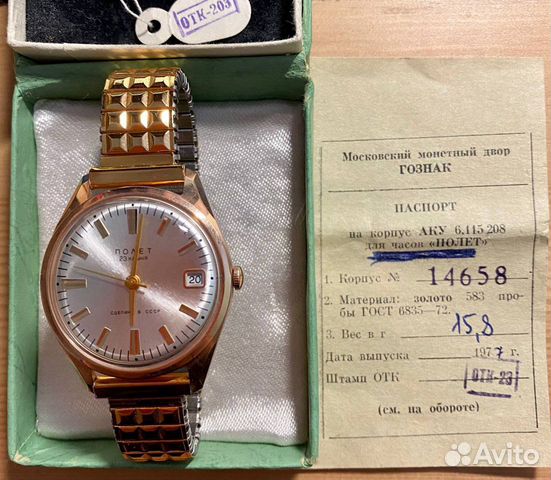 ОТК-203
ПОЛЕТ
23 камня
20
СДЕЛАНО В СССР
Московский монетный двор
ГОЗНАК
ПАСПОРТ
на корпус АКУ 6.115.208
для часов «ПОЛЕТ»
1. Корпус № 14658
2. Материал: золото 583 про-
бы ГОСТ 6835—72.
3. Вес в г 15,8
Дата выпуска 1977 г.
Штамп ОТК ОТК-23
(см. на обороте)
Avito